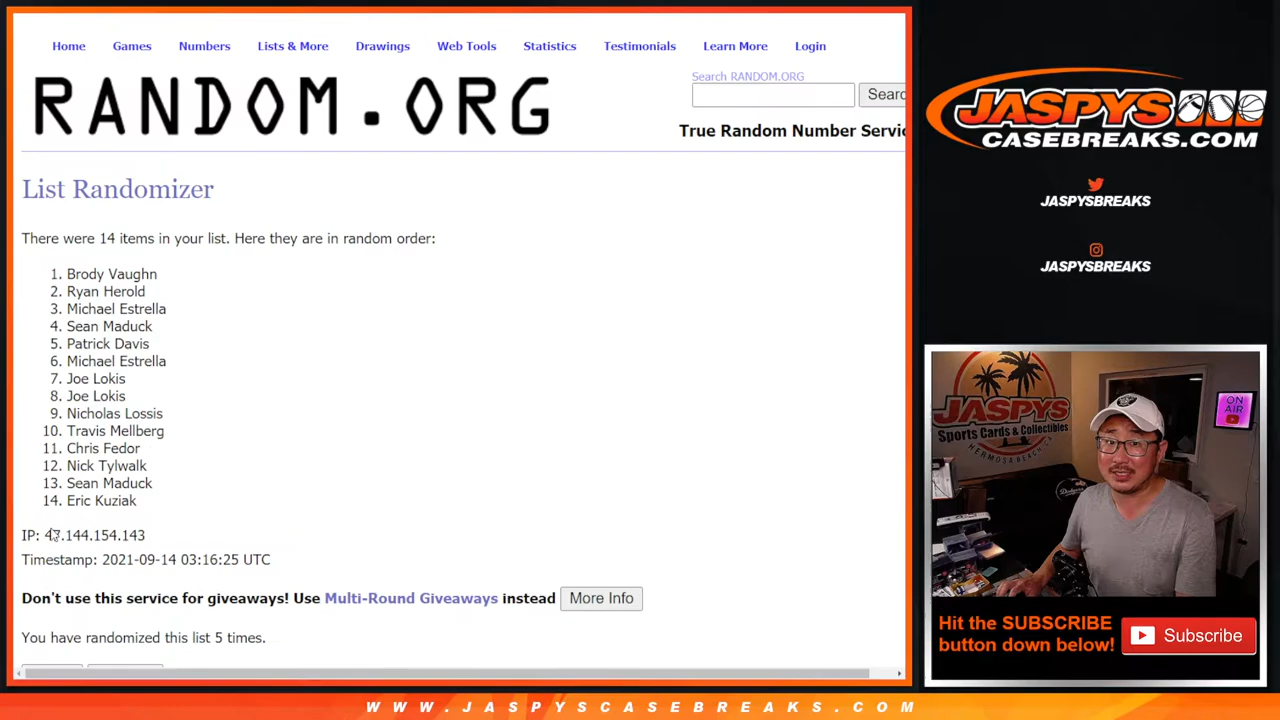 Home Games Numbers Lists & More Drawings Web Tools Statistics Testimonials Learn More Login
RANDOM.ORG
Search RANDOM.ORG
True Random Number Servic
List Randomizer
There were 14 items in your list. Here they are in random order:
1. Brody Vaughn
2. Ryan Herold
3. Michael Estrella
4. Sean Maduck
5. Patrick Davis
6. Michael Estrella
7. Joe Lokis
8. Joe Lokis
9. Nicholas Lossis
10. Travis Mellberg
11. Chris Fedor
12. Nick Tylwalk
13. Sean Maduck
14. Eric Kuziak
IP: 47.144.154.143
Timestamp: 2021-09-14 03:16:25 UTC
Don't use this service for giveaways! Use Multi-Round Giveaways instead More Info
You have randomized this list 5 times.
JASPYS
CASEBREAKS.COM
JASPYSBREAKS
JASPYSBREAKS
JASPYS
Sports Cards & Collectibles
HERMOSA BEACH, CA
ON
AIR
Dodgers
Hit the SUBSCRIBE
button down below!
Subscribe
WWW.JASPYSCASEBREAKS.COM